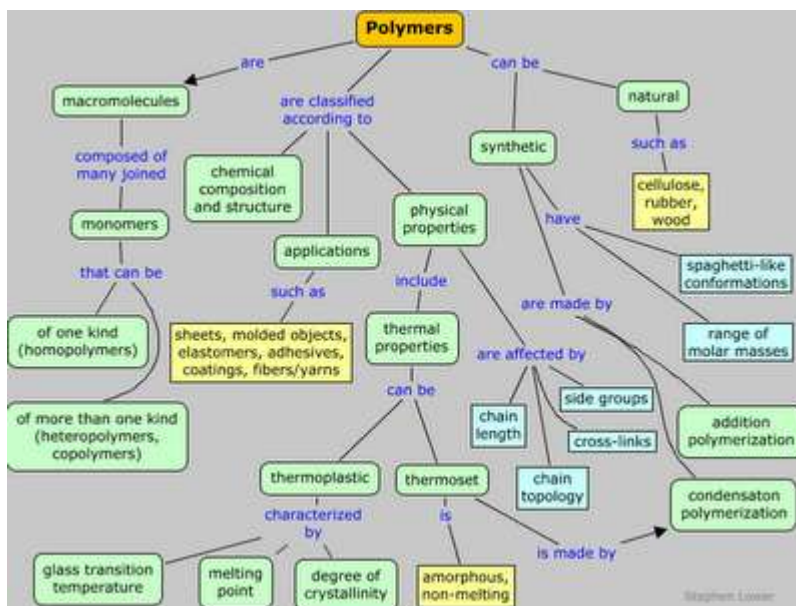 Polymers
are
can be
macromolecules
are classified
according to
natural
synthetic
composed of
many joined
such as
chemical
composition
and structure
cellulose,
rubber,
wood
physical
properties
monomers
have
applications
spaghetti-like
conformations
that can be
include
such as
are made by
of one kind
(homopolymers)
sheets, molded objects,
elastomers, adhesives,
coatings, fibers/yarns
thermal
properties
range of
molar masses
are affected by
can be
side groups
of more than one kind
(heteropolymers,
copolymers)
chain
length
addition
polymerization
cross-links
thermoplastic
thermoset
chain
topology
condensaton
polymerization
characterized
by
is
is made by
glass transition
temperature
melting
point
degree of
crystallinity
amorphous,
non-melting
Stephen Lower